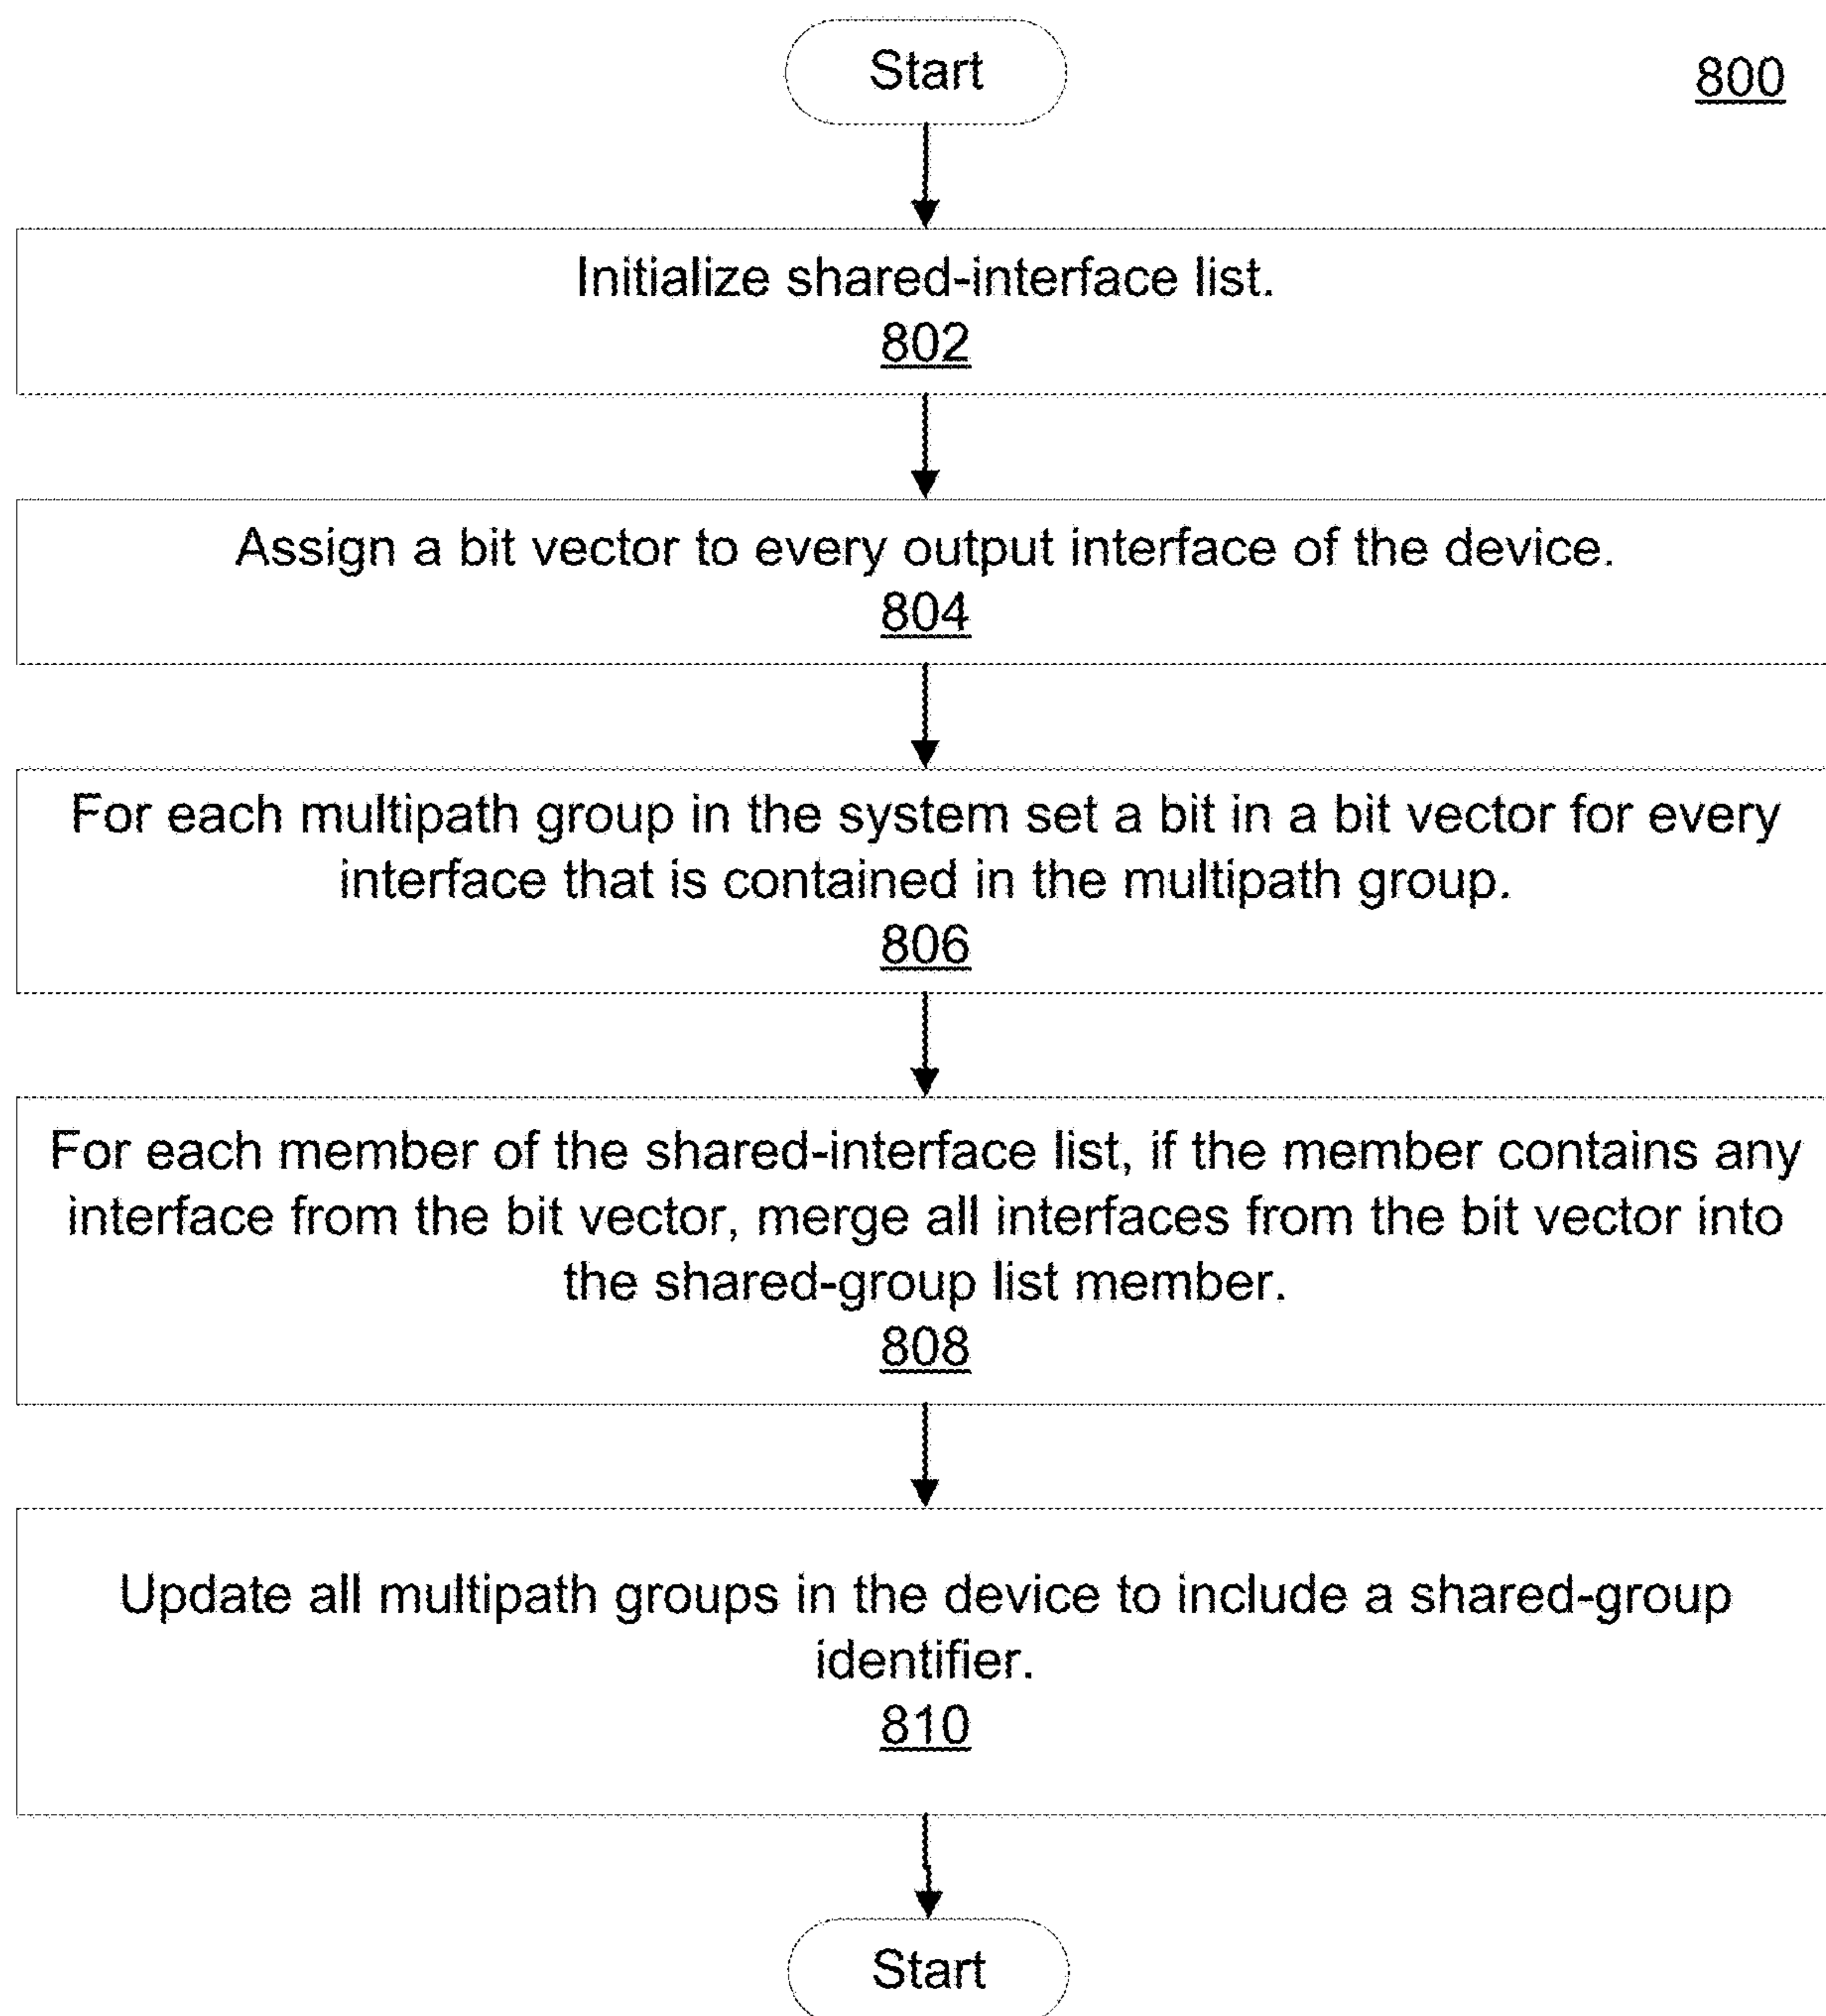 Start
800
Initialize shared-interface list.
802
Assign a bit vector to every output interface of the device.
804
For each multipath group in the system set a bit in a bit vector for every
interface that is contained in the multipath group.
806
For each member of the shared-interface list, if the member contains any
interface from the bit vector, merge all interfaces from the bit vector into
the shared-group list member.
808
Update all multipath groups in the device to include a shared-group
identifier.
810
Start